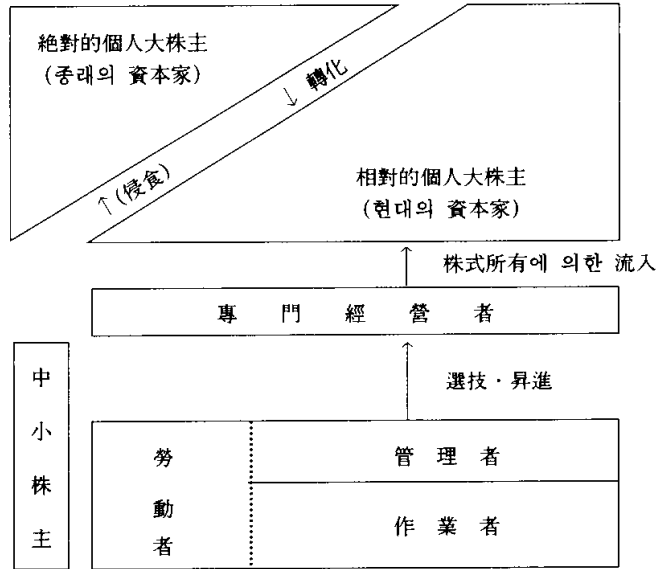 絶對的個人大株主
(종래의 資本家)
↓ 轉化
↑(侵食)
相對的個人大株主
(현대의 資本家)
株式所有에 의한 流入
專門經營者
選技·昇進
中小株主
勞動者
管理者
作業者